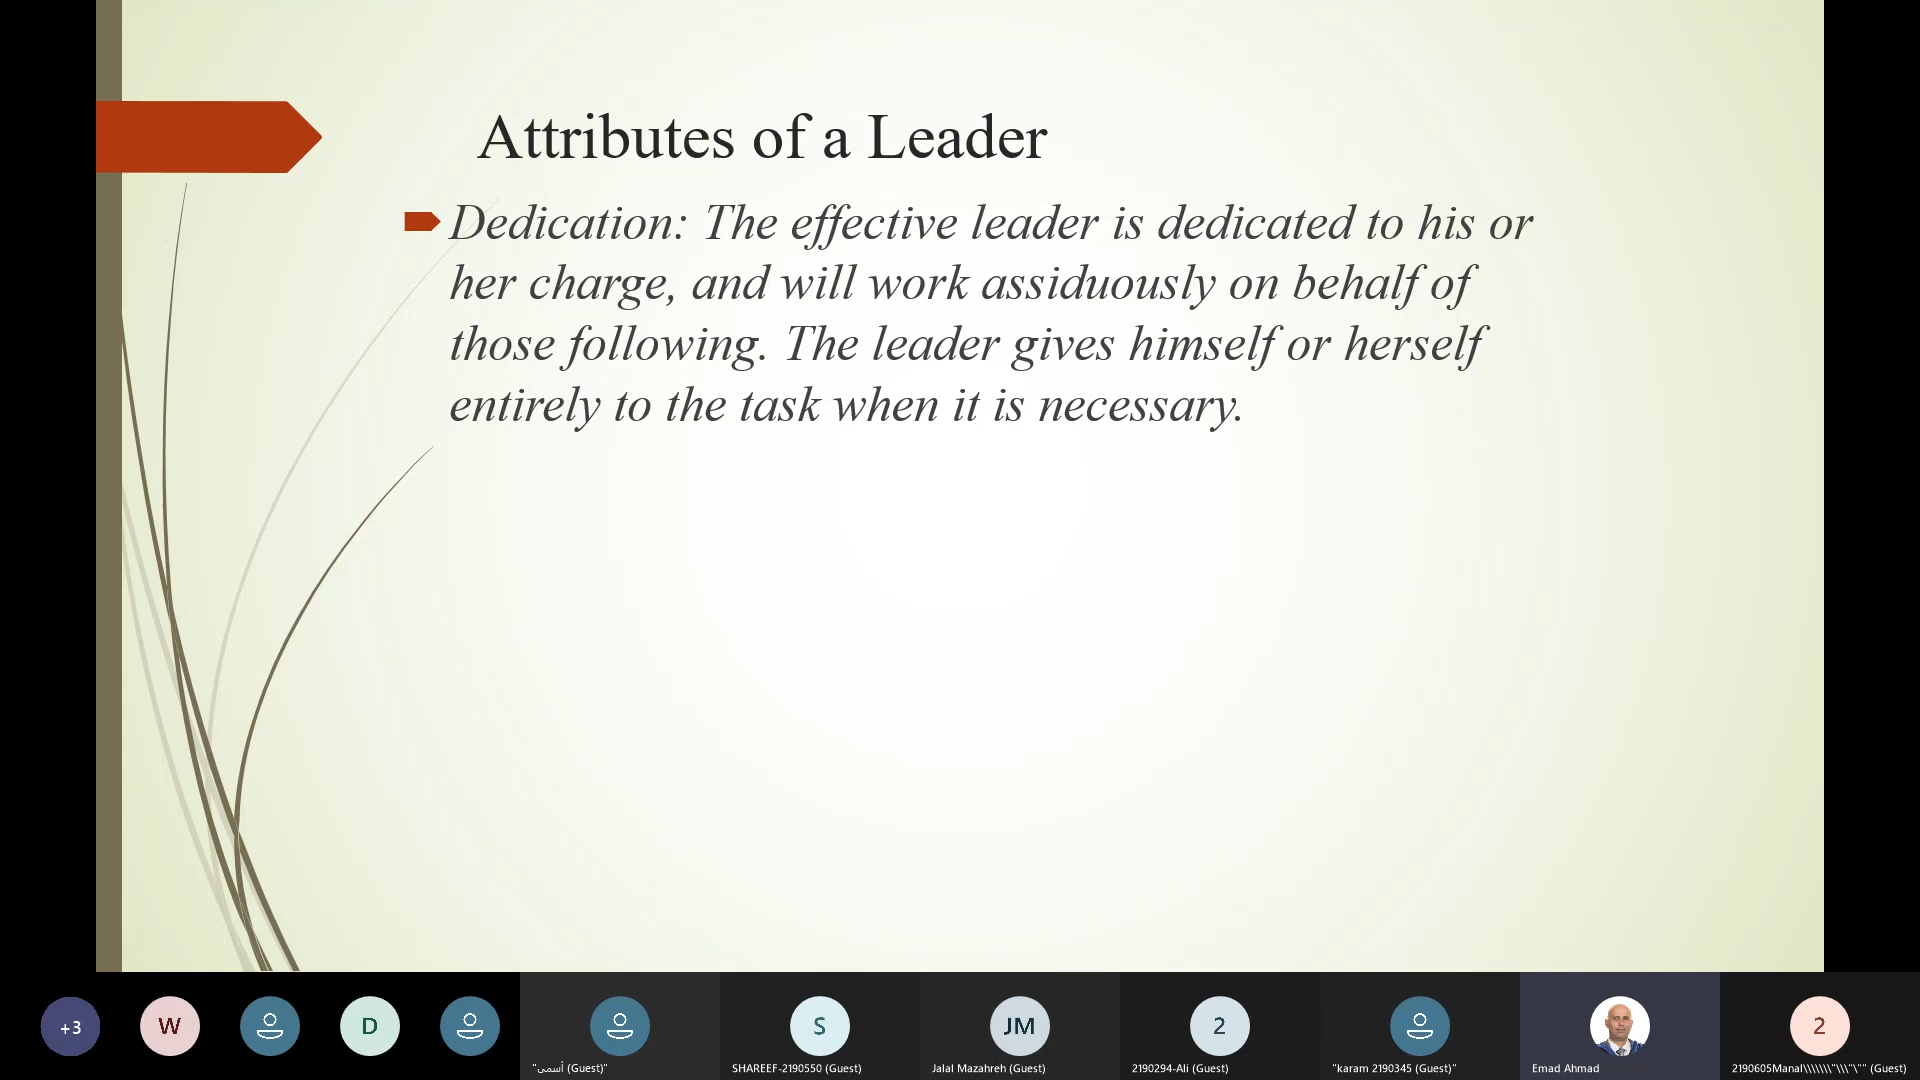 Attributes of a Leader
Dedication: The effective leader is dedicated to his or
her charge, and will work assiduously on behalf of
those following. The leader gives himself or herself
entirely to the task when it is necessary.
+3
W
D
S
JM
2
2
"أسمى (Guest)"
SHAREEF-2190550 (Guest)
Jalal Mazahreh (Guest)
2190294-Ali (Guest)
"karam 2190345 (Guest)"
Emad Ahmad
2190605Manal\\\\\\\"\\\"\"" (Guest)